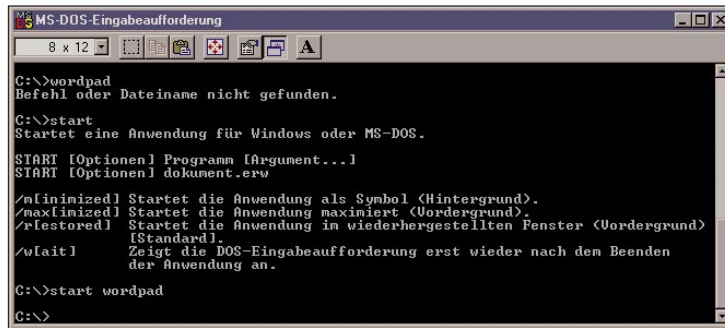 MS-DOS-Eingabeaufforderung
8 x 12
A
C:\>wordpad
Befehl oder Dateiname nicht gefunden.
C:\>start
Startet eine Anwendung für Windows oder MS-DOS.
START [Optionen] Programm [Argument...]
START [Optionen] dokument.erw
/m[inimized] Startet die Anwendung als Symbol (Hintergrund).
/max[imized] Startet die Anwendung maximiert (Vordergrund).
/r[estored] Startet die Anwendung im wiederhergestellten Fenster (Vordergrund)
[Standard].
/w[ait] Zeigt die DOS-Eingabeaufforderung erst wieder nach dem Beenden
der Anwendung an.
C:\>start wordpad
C:\>